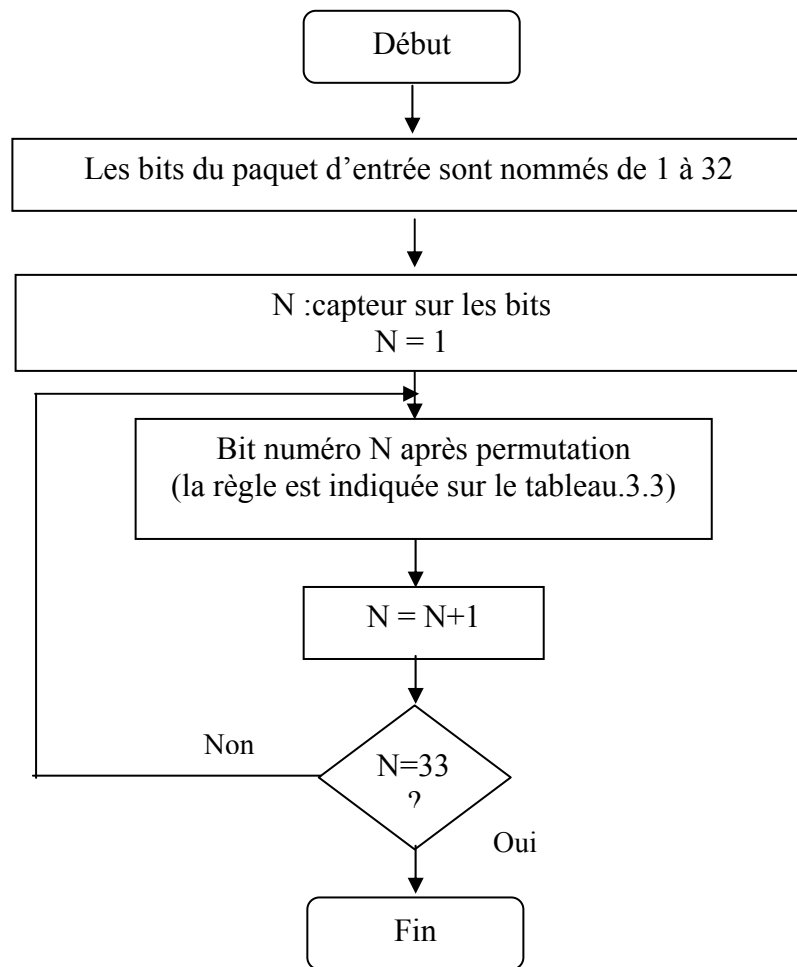 Début
Les bits du paquet d'entrée sont nommés de 1 à 32
N :capteur sur les bits
N = 1
Bit numéro N après permutation
(la règle est indiquée sur le tableau.3.3)
N = N+1
Non
N=33
?
Oui
Fin